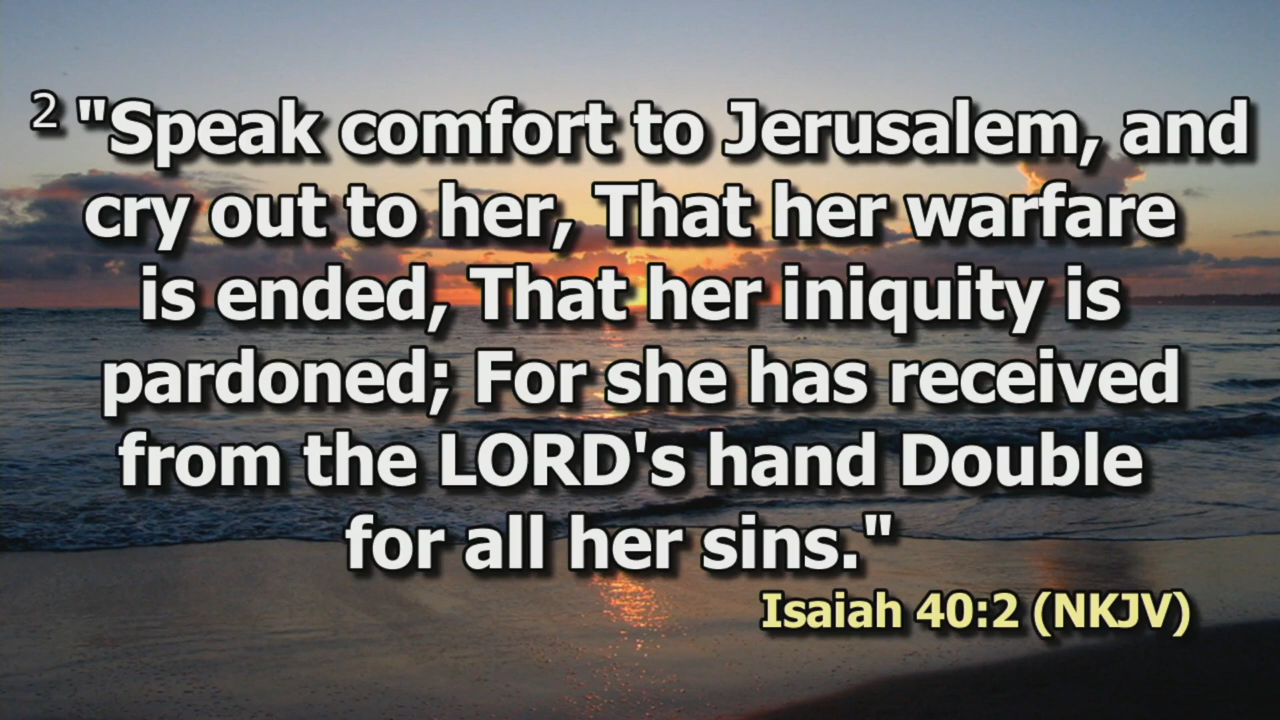 2 "Speak comfort to Jerusalem, and
cry out to her, That her warfare
is ended, That her iniquity is
pardoned; For she has received
from the LORD's hand Double
for all her sins."
Isaiah 40:2 (NKJV)